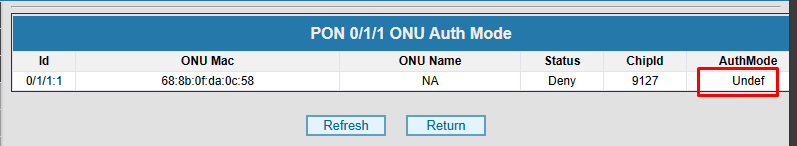 PON 0/1/1 ONU Auth Mode
Id ONU Mac ONU Name Status ChipId AuthMode
0/1/1:1 68:8b:0f:da:0c:58 NA Deny 9127 Undef
Refresh Return